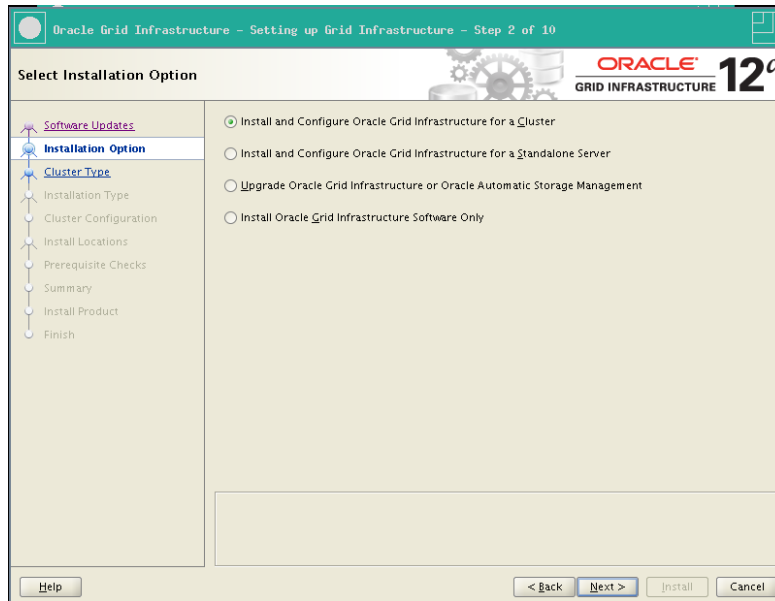 Oracle Grid Infrastructure - Setting up Grid Infrastructure - Step 2 of 10
Select Installation Option
ORACLE
GRID INFRASTRUCTURE
12c
Software Updates
Installation Option
Cluster Type
Installation Type
Cluster Configuration
Install Locations
Prerequisite Checks
Summary
Install Product
Finish
Install and Configure Oracle Grid Infrastructure for a Cluster
Install and Configure Oracle Grid Infrastructure for a Standalone Server
Upgrade Oracle Grid Infrastructure or Oracle Automatic Storage Management
Install Oracle Grid Infrastructure Software Only
Help
< Back
Next >
Install
Cancel